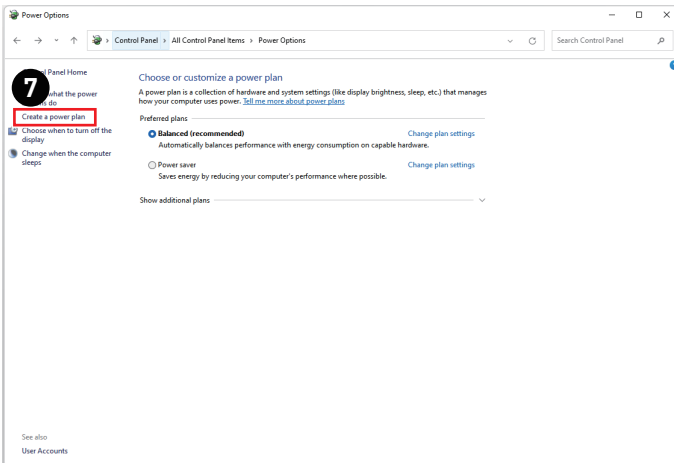 Power Options
Control Panel > All Control Panel Items > Power Options
Search Control Panel
7
Panel Home
what the power
do
Create a power plan
Choose when to turn off the
display
Change when the computer
sleeps
Choose or customize a power plan
A power plan is a collection of hardware and system settings (like display brightness, sleep, etc.) that manages
how your computer uses power. Tell me more about power plans
Preferred plans
Balanced (recommended)
Change plan settings
Automatically balances performance with energy consumption on capable hardware.
Power saver
Change plan settings
Saves energy by reducing your computer's performance where possible.
Show additional plans
See also
User Accounts